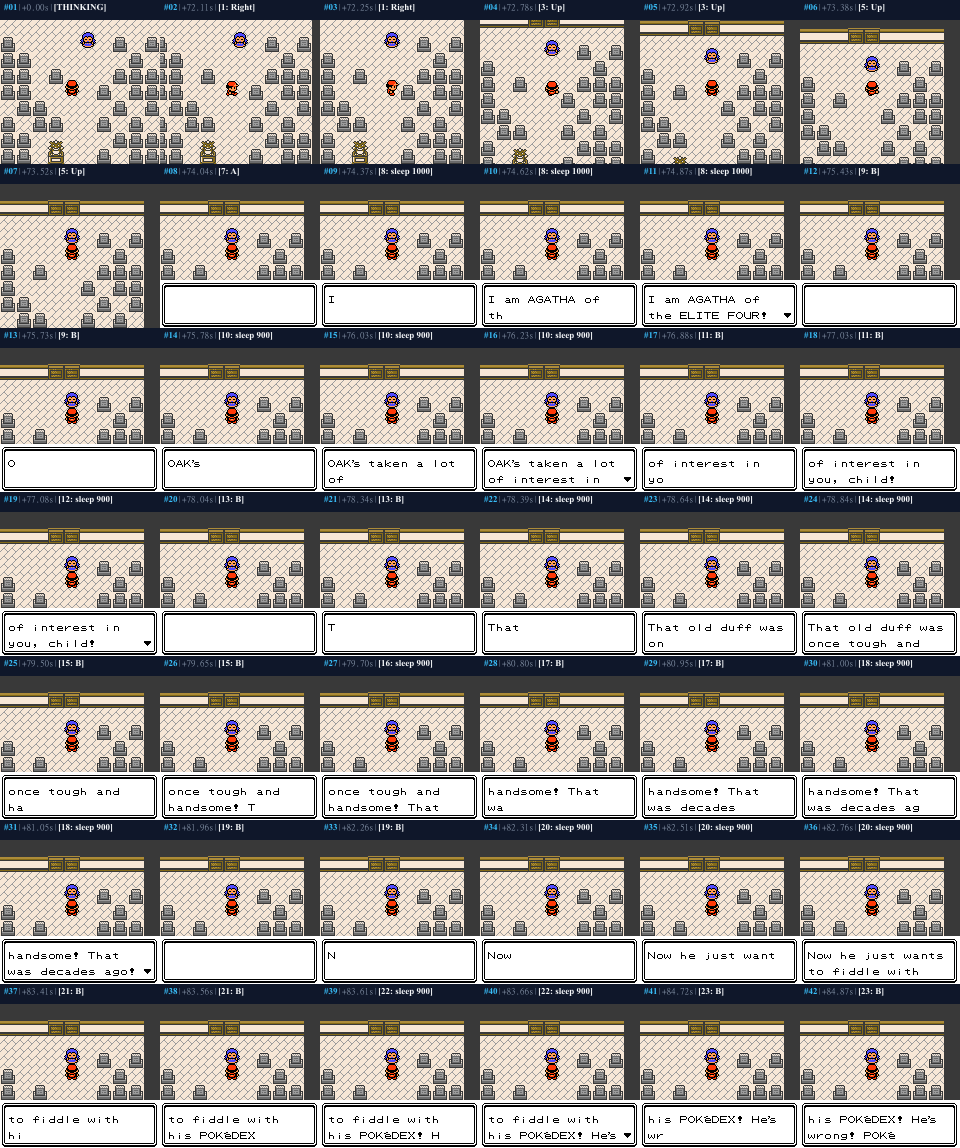 #01|+0.00s|[THINKING]
#02|+72.11s|[1: Right]
#03|+72.25s|[1: Right]
#04|+72.78s|[3: Up]
#05|+72.92s|[3: Up]
#06|+73.38s|[5: Up]
#07|+73.52s|[5: Up]
#08|+74.04s|[7: A]
#09|+74.37s|[8: sleep 1000]
#10|+74.62s|[8: sleep 1000]
#11|+74.87s|[8: sleep 1000]
#12|+75.43s|[9: B]
I
I am AGATHA of
th
I am AGATHA of
the ELITE FOUR!
#13|+75.73s|[9: B]
#14|+75.78s|[10: sleep 900]
#15|+76.03s|[10: sleep 900]
#16|+76.23s|[10: sleep 900]
#17|+76.88s|[11: B]
#18|+77.03s|[11: B]
O
OAK's
OAK's taken a lot
of
OAK's taken a lot
of interest in
of interest in
yo
of interest in
you, child!
#19|+77.08s|[12: sleep 900]
#20|+78.04s|[13: B]
#21|+78.34s|[13: B]
#22|+78.39s|[14: sleep 900]
#23|+78.64s|[14: sleep 900]
#24|+78.84s|[14: sleep 900]
of interest in
you, child!
T
That
That old duff was
on
That old duff was
once tough and
#25|+79.50s|[15: B]
#26|+79.65s|[15: B]
#27|+79.70s|[16: sleep 900]
#28|+80.80s|[17: B]
#29|+80.95s|[17: B]
#30|+81.00s|[18: sleep 900]
once tough and
ha
once tough and
handsome! T
once tough and
handsome! That
handsome! That
wa
handsome! That
was decades
handsome! That
was decades ag
#31|+81.05s|[18: sleep 900]
#32|+81.96s|[19: B]
#33|+82.26s|[19: B]
#34|+82.31s|[20: sleep 900]
#35|+82.51s|[20: sleep 900]
#36|+82.76s|[20: sleep 900]
handsome! That
was decades ago!
N
Now
Now he just want
Now he just wants
to fiddle with
#37|+83.41s|[21: B]
#38|+83.56s|[21: B]
#39|+83.61s|[22: sleep 900]
#40|+83.66s|[22: sleep 900]
#41|+84.72s|[23: B]
#42|+84.87s|[23: B]
to fiddle with
hi
to fiddle with
his POKéDEX
to fiddle with
his POKéDEX! H
to fiddle with
his POKéDEX! He's
his POKéDEX! He's
wr
his POKéDEX! He's
wrong! POKé